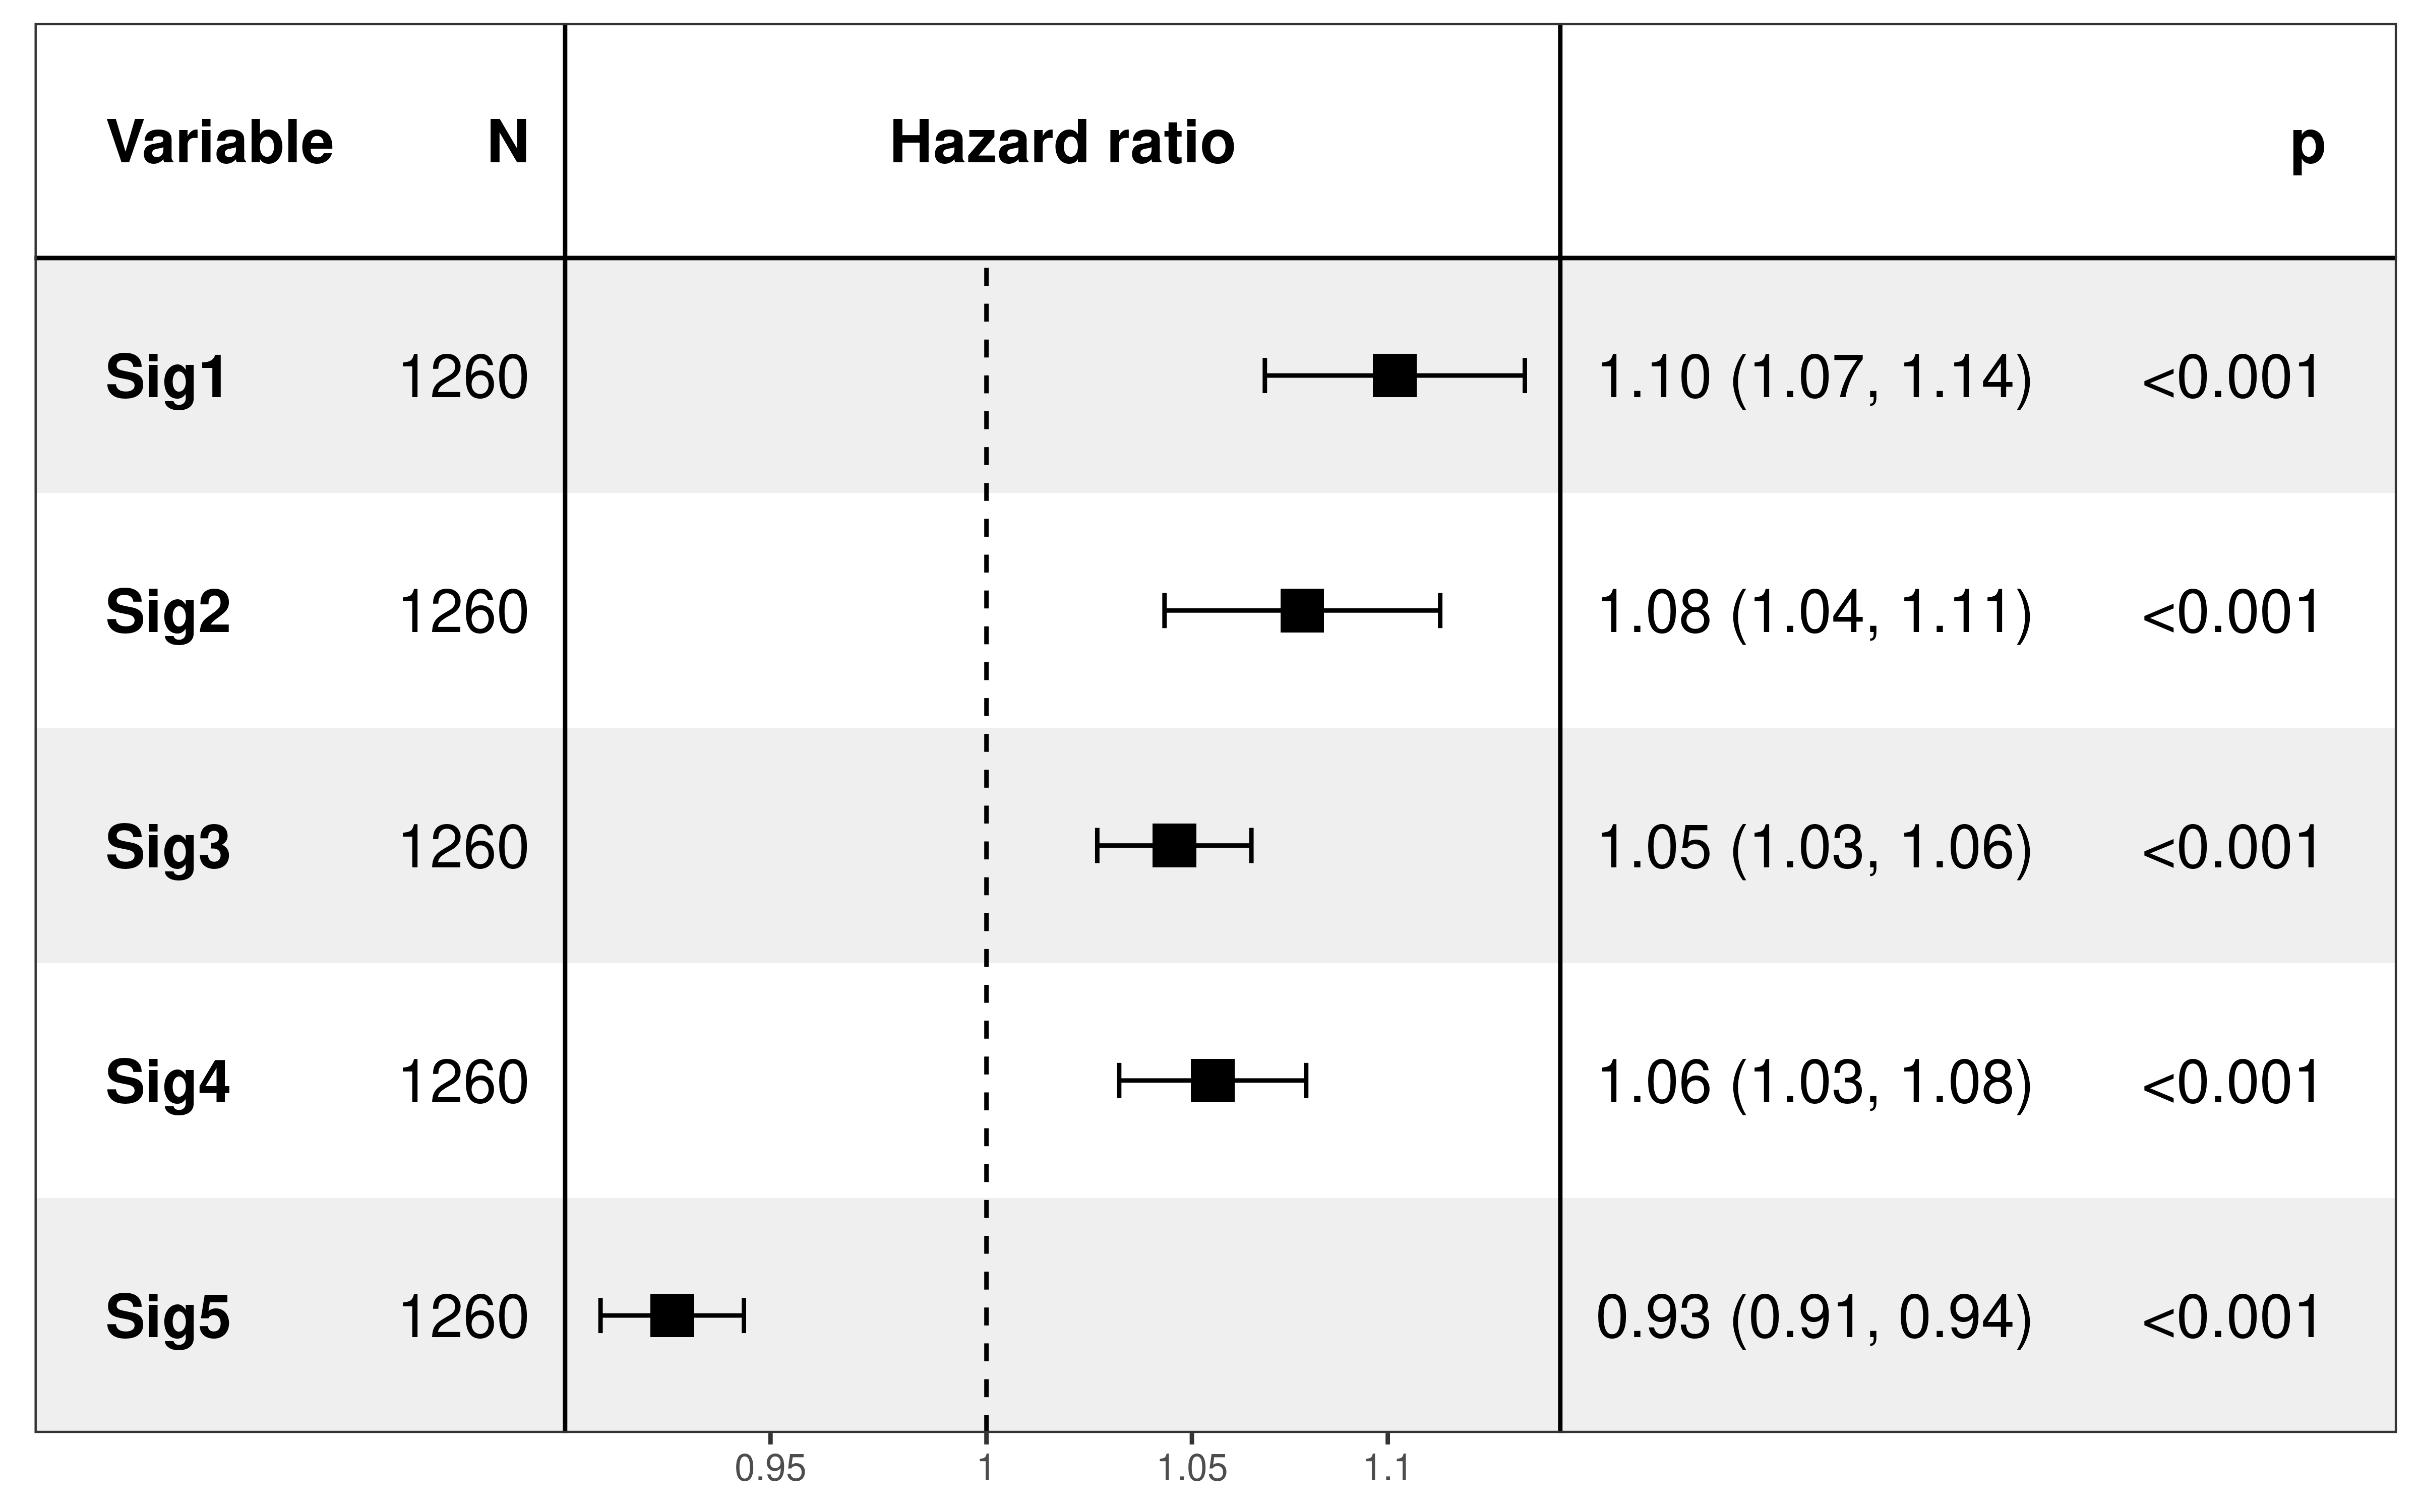 Variable N Hazard ratio p
Sig1 1260 1.10 (1.07, 1.14) <0.001
Sig2 1260 1.08 (1.04, 1.11) <0.001
Sig3 1260 1.05 (1.03, 1.06) <0.001
Sig4 1260 1.06 (1.03, 1.08) <0.001
Sig5 1260 0.93 (0.91, 0.94) <0.001
0.95 1 1.05 1.1